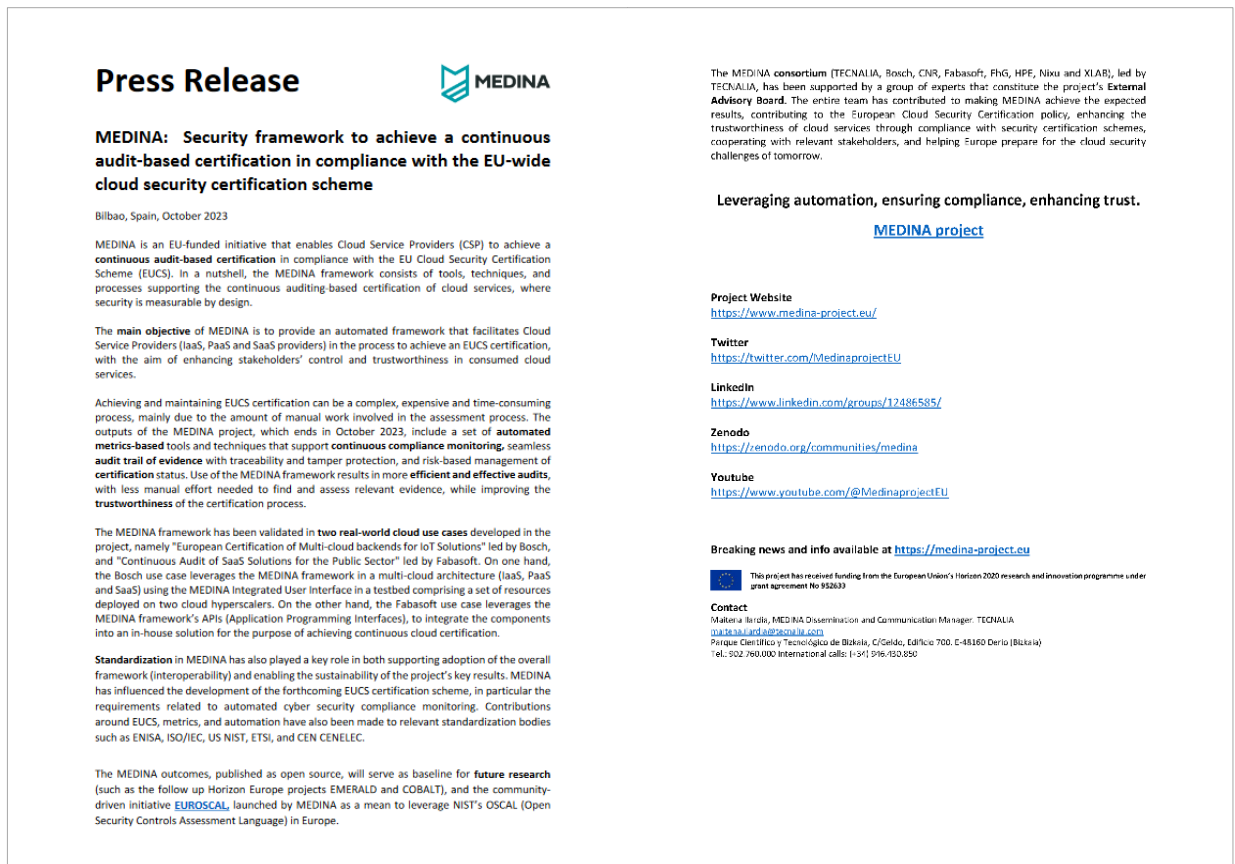 Press Release
MEDINA
MEDINA: Security framework to achieve a continuous
audit-based certification in compliance with the EU-wide
cloud security certification scheme
Bilbao, Spain, October 2023
MEDINA is an EU-funded initiative that enables Cloud Service Providers (CSP) to achieve a
continuous audit-based certification in compliance with the EU Cloud Security Certification
Scheme (EUCS). In a nutshell, the MEDINA framework consists of tools, techniques, and
processes supporting the continuous auditing-based certification of cloud services, where
security is measurable by design.
The main objective of MEDINA is to provide an automated framework that facilitates Cloud
Service Providers (IaaS, PaaS and SaaS providers) in the process to achieve an EUCS certification,
with the aim of enhancing stakeholders' control and trustworthiness in consumed cloud
services.
Achieving and maintaining EUCS certification can be a complex, expensive and time-consuming
process, mainly due to the amount of manual work involved in the assessment process. The
outputs of the MEDINA project, which ends in October 2023, include a set of automated
metrics-based tools and techniques that support continuous compliance monitoring, seamless
audit trail of evidence with traceability and tamper protection, and risk-based management of
certification status. Use of the MEDINA framework results in more efficient and effective audits,
with less manual effort needed to find and assess relevant evidence, while improving the
trustworthiness of the certification process.
The MEDINA framework has been validated in two real-world cloud use cases developed in the
project, namely "European Certification of Multi-cloud backends for IoT Solutions" led by Bosch,
and "Continuous Audit of SaaS Solutions for the Public Sector" led by Fabasoft. On one hand,
the Bosch use case leverages the MEDINA framework in a multi-cloud architecture (IaaS, PaaS
and SaaS) using the MEDINA Integrated User Interface in a testbed comprising a set of resources
deployed on two cloud hyperscalers. On the other hand, the Fabasoft use case leverages the
MEDINA framework's APIs (Application Programming Interfaces), to integrate the components
into an in-house solution for the purpose of achieving continuous cloud certification.
Standardization in MEDINA has also played a key role in both supporting adoption of the overall
framework (interoperability) and enabling the sustainability of the project's key results. MEDINA
has influenced the development of the forthcoming EUCS certification scheme, in particular the
requirements related to automated cyber security compliance monitoring. Contributions
around EUCS, metrics, and automation have also been made to relevant standardization bodies
such as ENISA, ISO/IEC, US NIST, ETSI, and CEN CENELEC.
The MEDINA outcomes, published as open source, will serve as baseline for future research
(such as the follow up Horizon Europe projects EMERALD and COBALT), and the community-
driven initiative EUROSCAL, launched by MEDINA as a mean to leverage NIST's OSCAL (Open
Security Controls Assessment Language) in Europe.
The MEDINA consortium (TECNALIA, Bosch, CNR, Fabasoft, FhG, HPE, Nixu and XLAB), led by
TECNALIA, has been supported by a group of experts that constitute the project's External
Advisory Board. The entire team has contributed to making MEDINA achieve the expected
results, contributing to the European Cloud Security Certification policy, enhancing the
trustworthiness of cloud services through compliance with security certification schemes,
cooperating with relevant stakeholders, and helping Europe prepare for the cloud security
challenges of tomorrow.
Leveraging automation, ensuring compliance, enhancing trust.
MEDINA project
Project Website
https://www.medina-project.eu/
Twitter
https://twitter.com/MedinaprojectEU
LinkedIn
https://www.linkedin.com/groups/12486585/
Zenodo
https://zenodo.org/communities/medina
Youtube
https://www.youtube.com/@MedinaprojectEU
Breaking news and info available at https://medina-project.eu
This project has received funding from the European Union's Horizon 2020 research and innovation programme under
grant agreement No 952633
Contact
Maitena Ilardia, MEDINA Dissemination and Communication Manager. TECNALIA
maitena.ilardia@tecnalia.com
Parque Científico y Tecnológico de Bizkaia, C/Geldo, Edificio 700. E-48160 Derio (Bizkaia)
Tel.: 902.760.000 International calls: (+34) 946.430.850